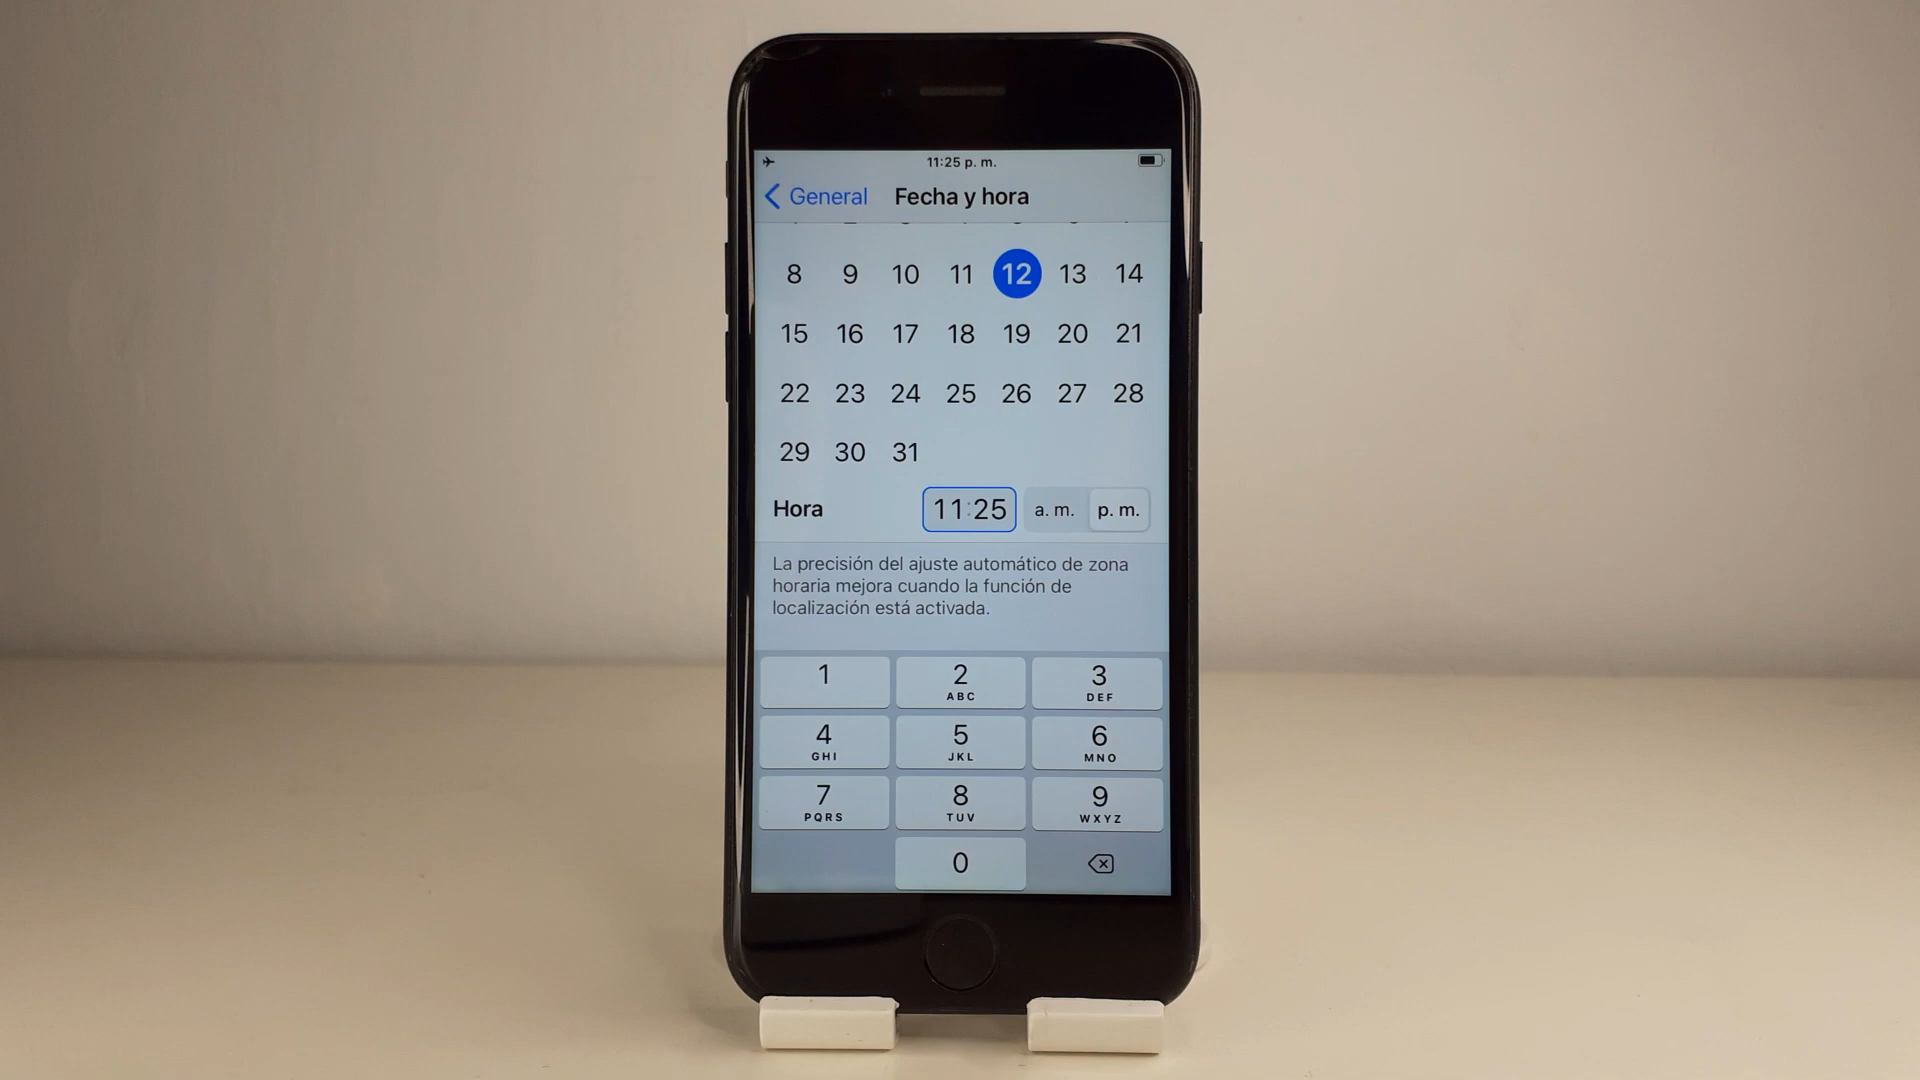 11:25 p. m.
General Fecha y hora
8 9 10 11 12 13 14
15 16 17 18 19 20 21
22 23 24 25 26 27 28
29 30 31
Hora 11:25 a. m. p. m.
La precisión del ajuste automático de zona
horaria mejora cuando la función de
localización está activada.
1 2 3
ABC DEF
4 5 6
GHI JKL MNO
7 8 9
PQRS TUV WXYZ
0